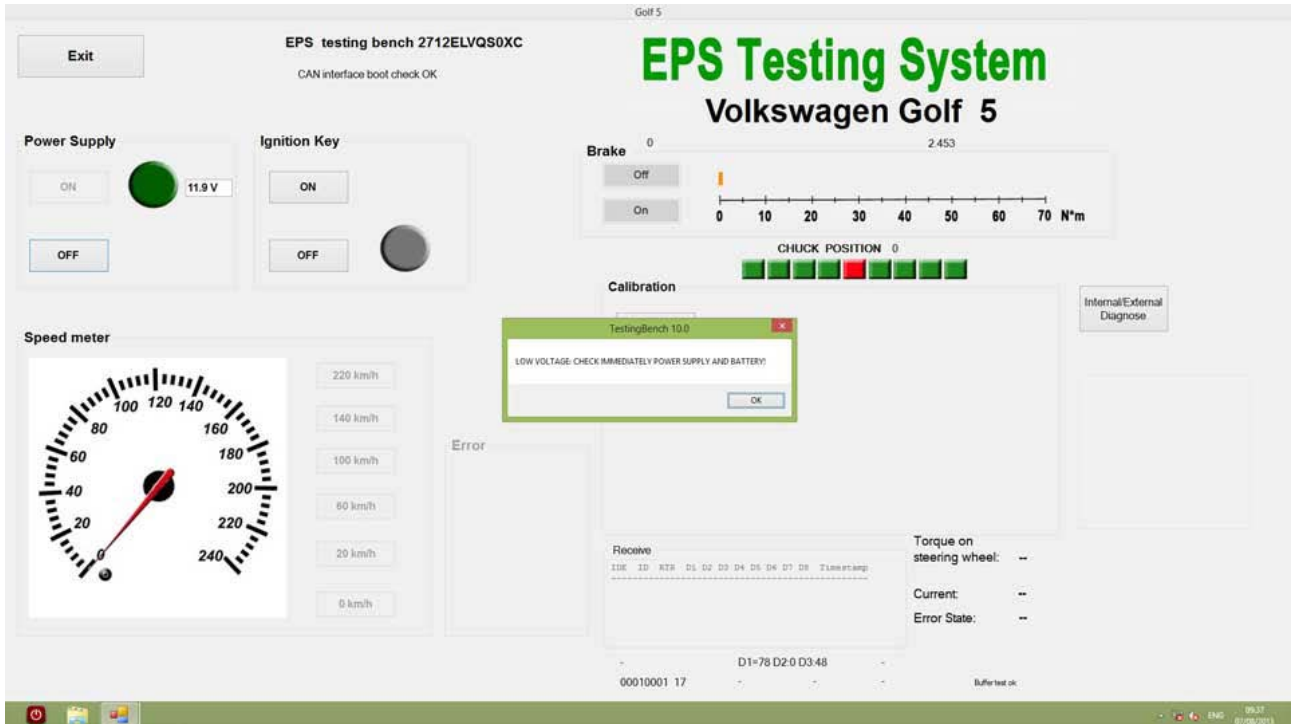 Golf 5
Exit
EPS testing bench 2712ELVQS0XC
CAN interface boot check OK
EPS Testing System
Volkswagen Golf 5
Power Supply
ON
11.9 V
OFF
Ignition Key
ON
OFF
Brake
0
2.453
Off
On
0 10 20 30 40 50 60 70 N*m
CHUCK POSITION 0
Calibration
Internal/External
Diagnose
TestingBench 10.0
x
LOW VOLTAGE: CHECK IMMEDIATELY POWER SUPPLY AND BATTERY!
OK
Speed meter
0 20 40 60 80 100 120 140 160 180 200 220 240
220 km/h
140 km/h
100 km/h
60 km/h
20 km/h
0 km/h
Error
Receive
IDE ID RTR D1 D2 D3 D4 D5 D6 D7 D8 Timestamp
Torque on
steering wheel: --
Current: --
Error State: --
- D1=78 D2:0 D3:48 -
00010001 17 - - - Buffer test ok
ENG
09:37
07/08/2013